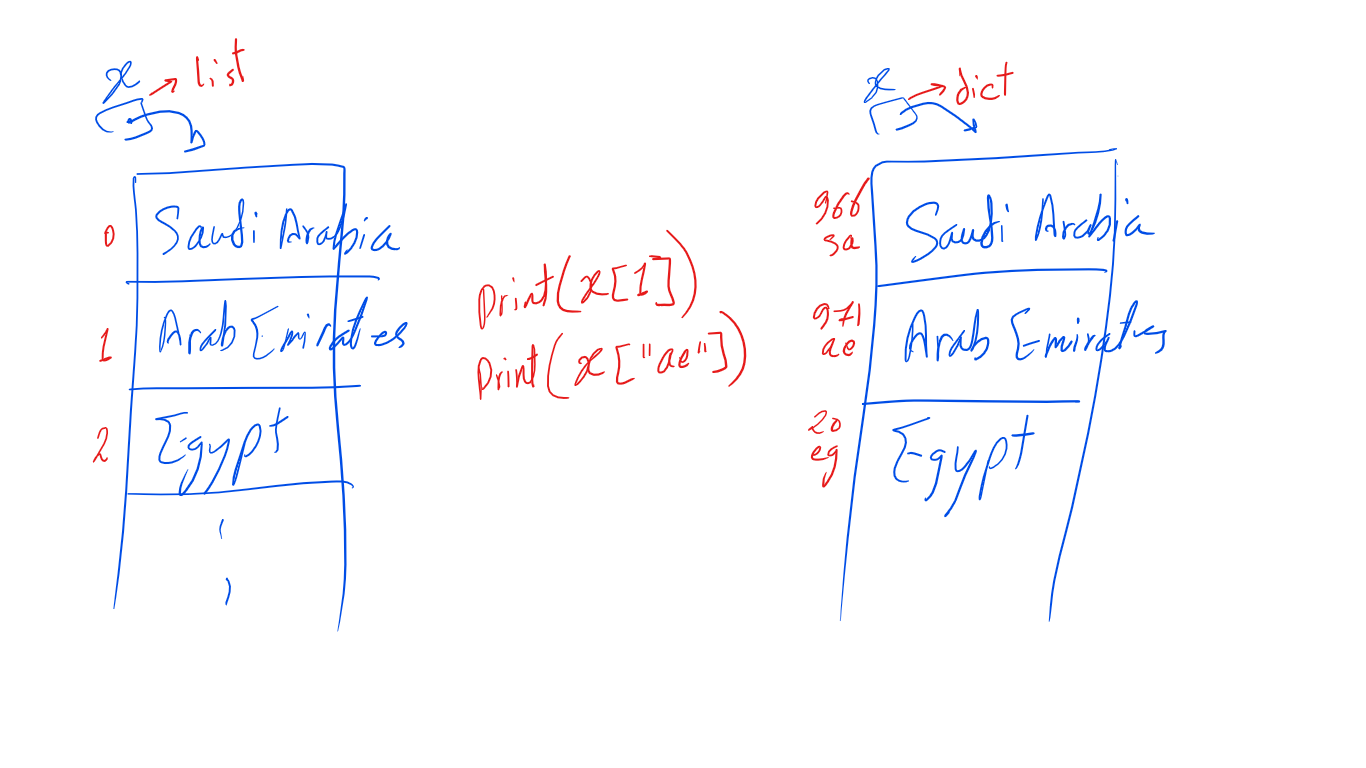 x → list
0 Saudi Arabia
1 Arab Emirates
2 Egypt
Print(x[1])
Print(x["ae"])
x → dict
966
sa Saudi Arabia
971
ae Arab Emirates
20
eg Egypt